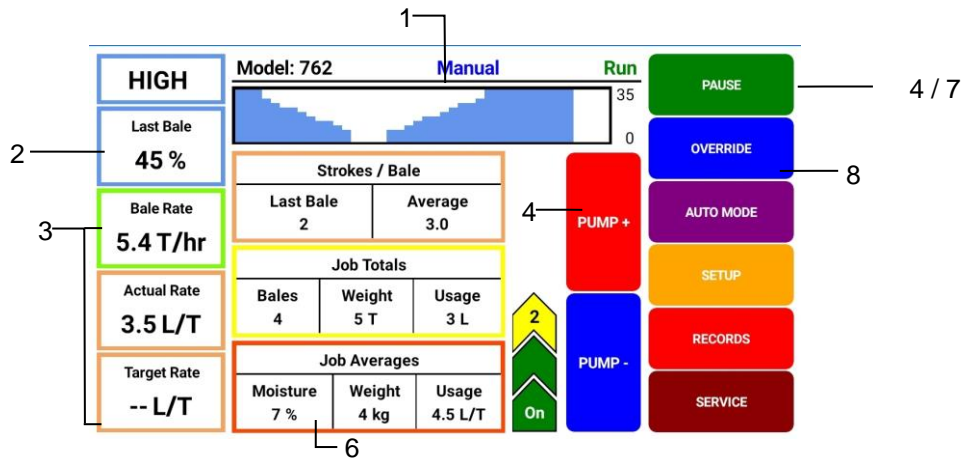 1
HIGH
Model: 762 Manual Run
35
0
Last Bale
45 %
2
Bale Rate
5.4 T/hr
3
Actual Rate
3.5 L/T
Target Rate
-- L/T
Strokes / Bale
Last Bale Average
2 3.0
Job Totals
Bales Weight Usage
4 5 T 3 L
Job Averages
Moisture Weight Usage
7 % 4 kg 4.5 L/T
6
2
On
4
PUMP +
PUMP -
PAUSE
4 / 7
OVERRIDE
8
AUTO MODE
SETUP
RECORDS
SERVICE